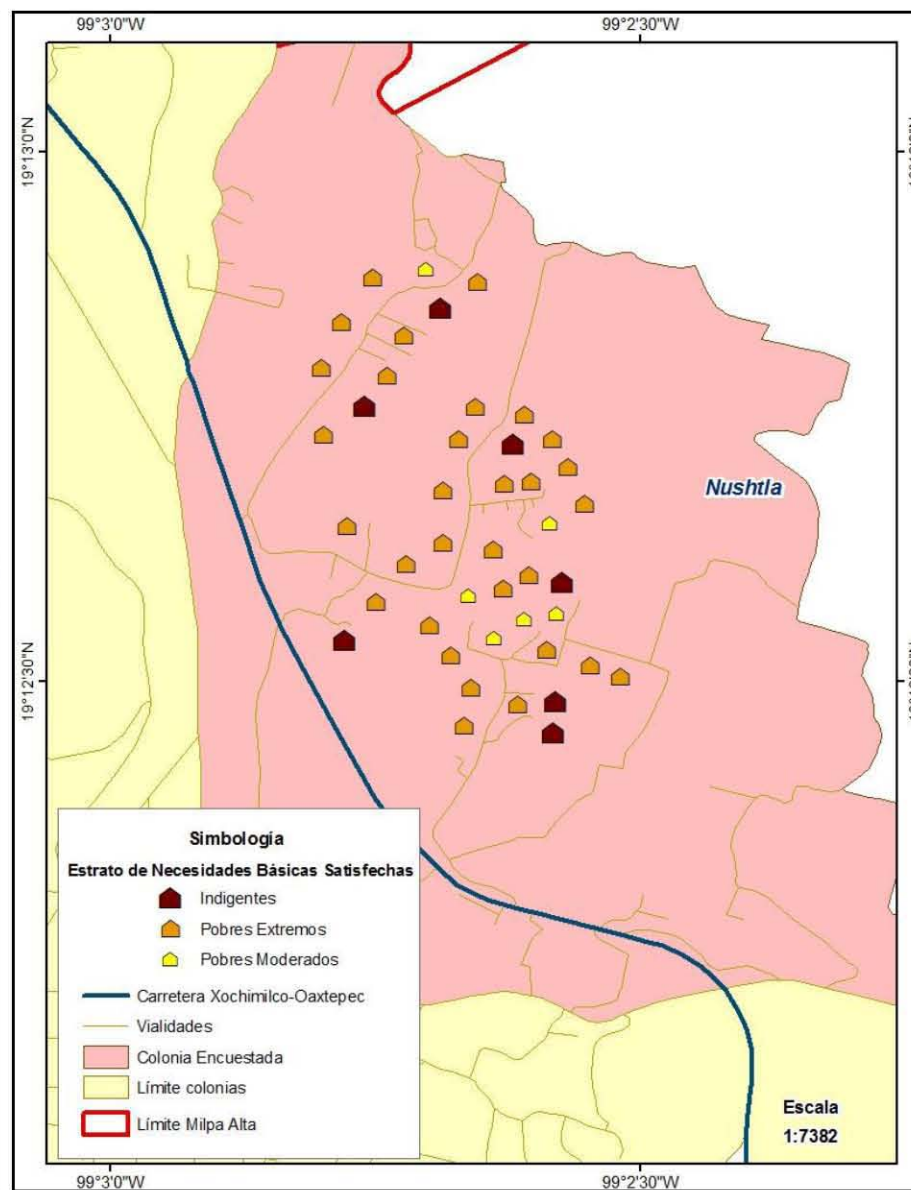 99°3'0"W
99°2'30"W
19°13'0"N
Nushtla
19°12'30"N
Simbología
Estrato de Necesidades Básicas Satisfechas
Indigentes
Pobres Extremos
Pobres Moderados
Carretera Xochimilco-Oaxtepec
Vialidades
Colonia Encuestada
Límite colonias
Límite Milpa Alta
Escala
1:7382
99°3'0"W
99°2'30"W